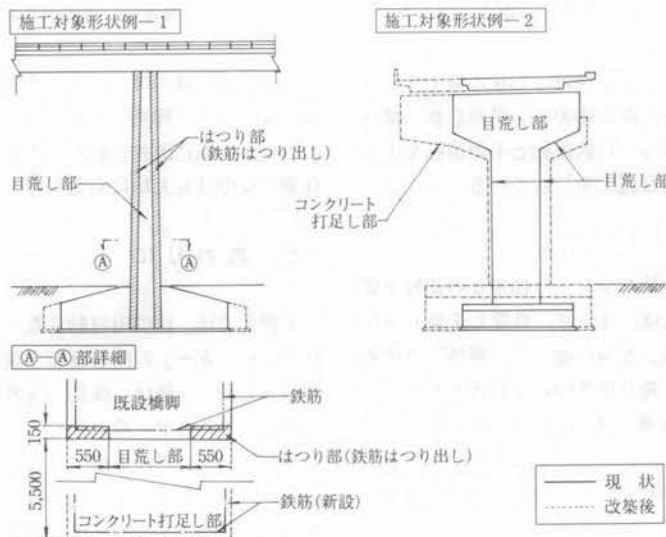 施工対象形状例—1
はつり部
(鉄筋はつり出し)
目荒し部
Ⓐ
Ⓐ
施工対象形状例—2
目荒し部
目荒し部
コンクリート
打足し部
Ⓐ—Ⓐ部詳細
既設橋脚
鉄筋
150
550
目荒し部
550
はつり部(鉄筋はつり出し)
5,500
鉄筋(新設)
コンクリート打足し部
現 状
改築後